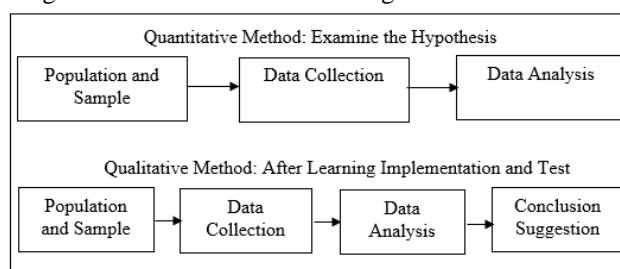 Quantitative Method: Examine the Hypothesis
Population and
Sample
Data Collection
Data Analysis
Qualitative Method: After Learning Implementation and Test
Population
and Sample
Data
Collection
Data
Analysis
Conclusion
Suggestion